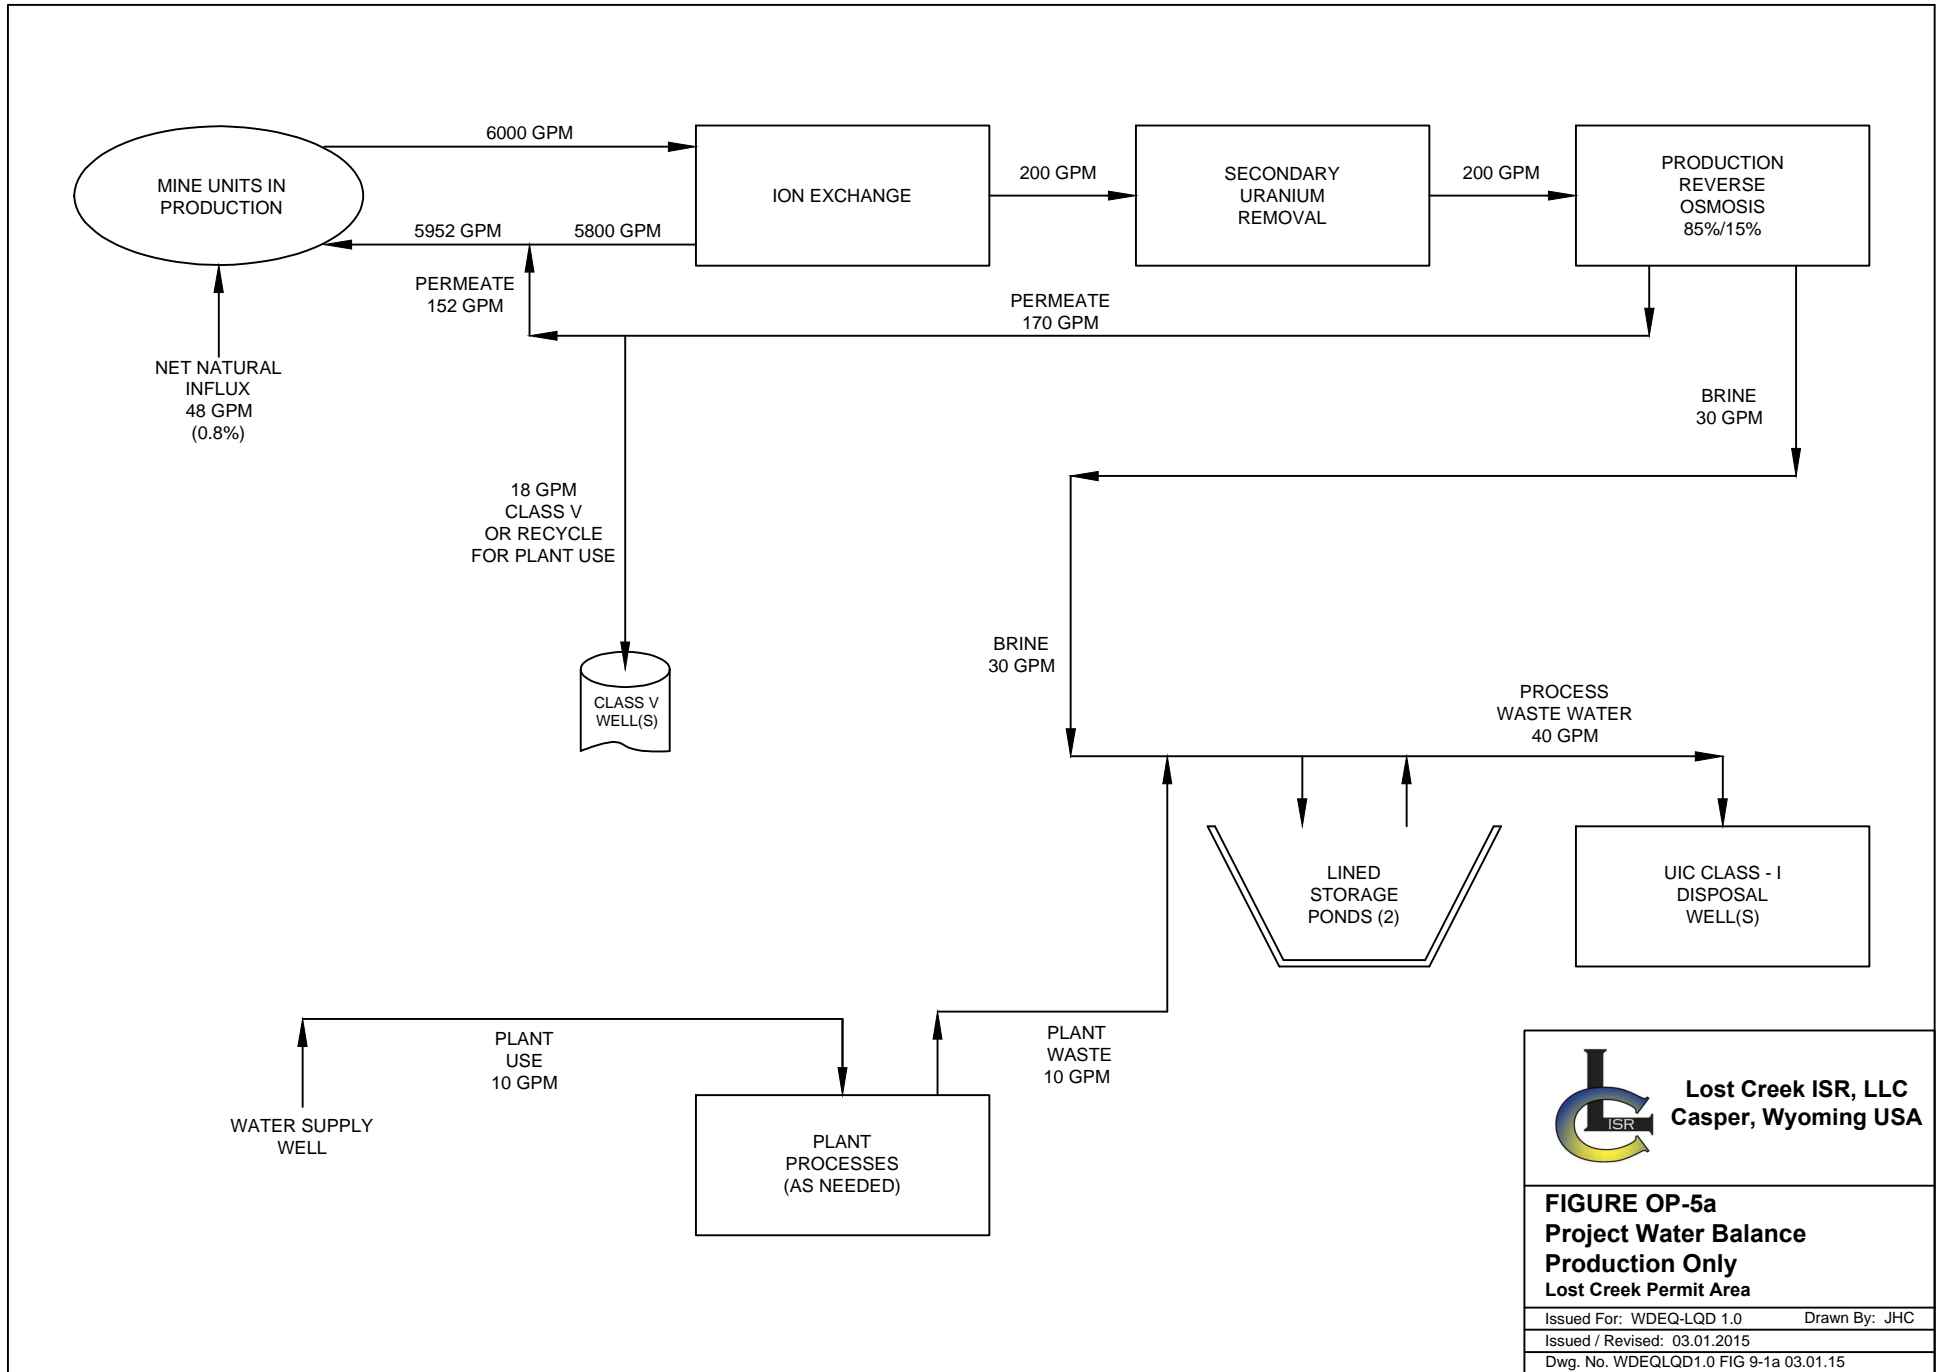 6000 GPM
MINE UNITS IN
PRODUCTION
ION EXCHANGE
200 GPM
SECONDARY
URANIUM
REMOVAL
200 GPM
PRODUCTION
REVERSE
OSMOSIS
85%/15%
5952 GPM
5800 GPM
PERMEATE
152 GPM
PERMEATE
170 GPM
NET NATURAL
INFLUX
48 GPM
(0.8%)
BRINE
30 GPM
18 GPM
CLASS V
OR RECYCLE
FOR PLANT USE
CLASS V
WELL(S)
BRINE
30 GPM
PROCESS
WASTE WATER
40 GPM
LINED
STORAGE
PONDS (2)
UIC CLASS - I
DISPOSAL
WELL(S)
PLANT
USE
10 GPM
PLANT
WASTE
10 GPM
WATER SUPPLY
WELL
PLANT
PROCESSES
(AS NEEDED)
LC ISR
Lost Creek ISR, LLC
Casper, Wyoming USA
FIGURE OP-5a
Project Water Balance
Production Only
Lost Creek Permit Area
Issued For: WDEQ-LQD 1.0 Drawn By: JHC
Issued / Revised: 03.01.2015
Dwg. No. WDEQLQD1.0 FIG 9-1a 03.01.15